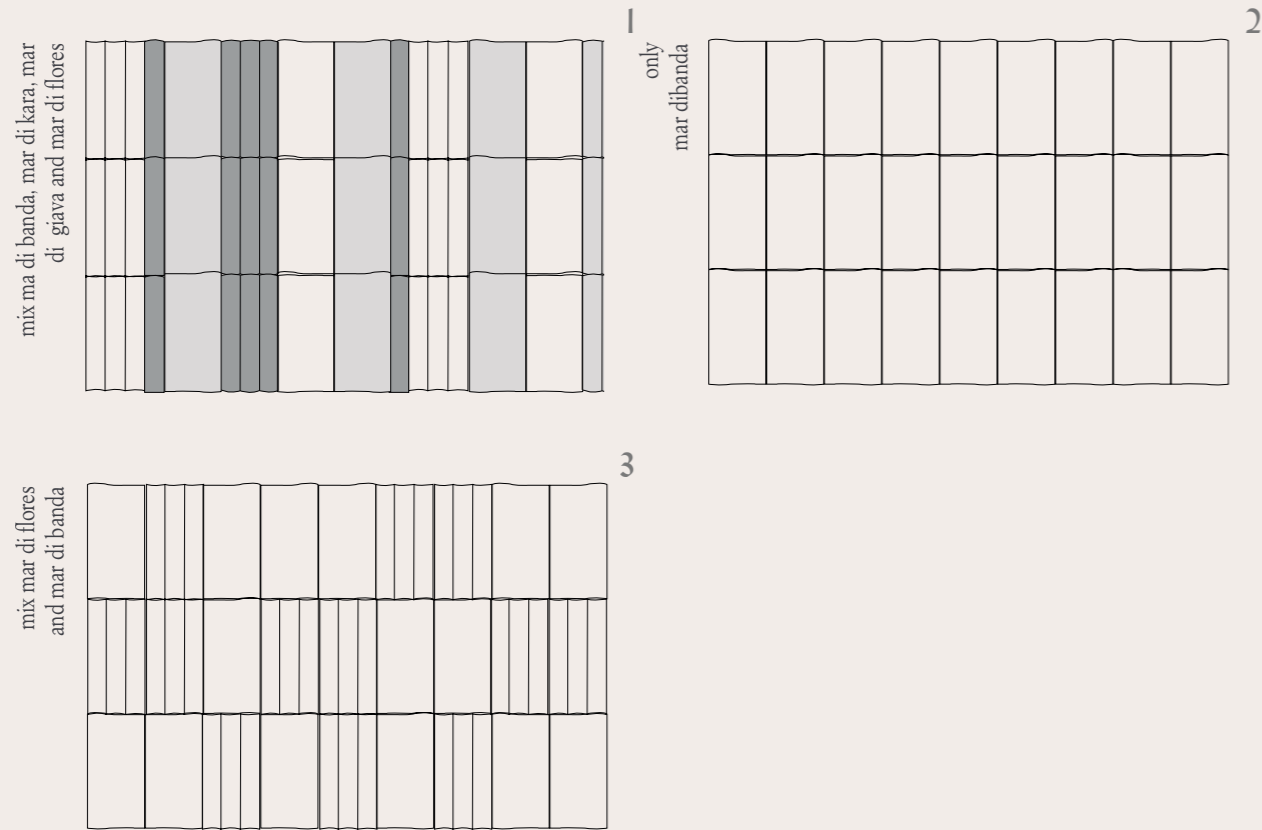 1
mix ma di banda, mar di kara, mar
di giava and mar di flores
2
only
mar dibanda
3
mix mar di flores
and mar di banda